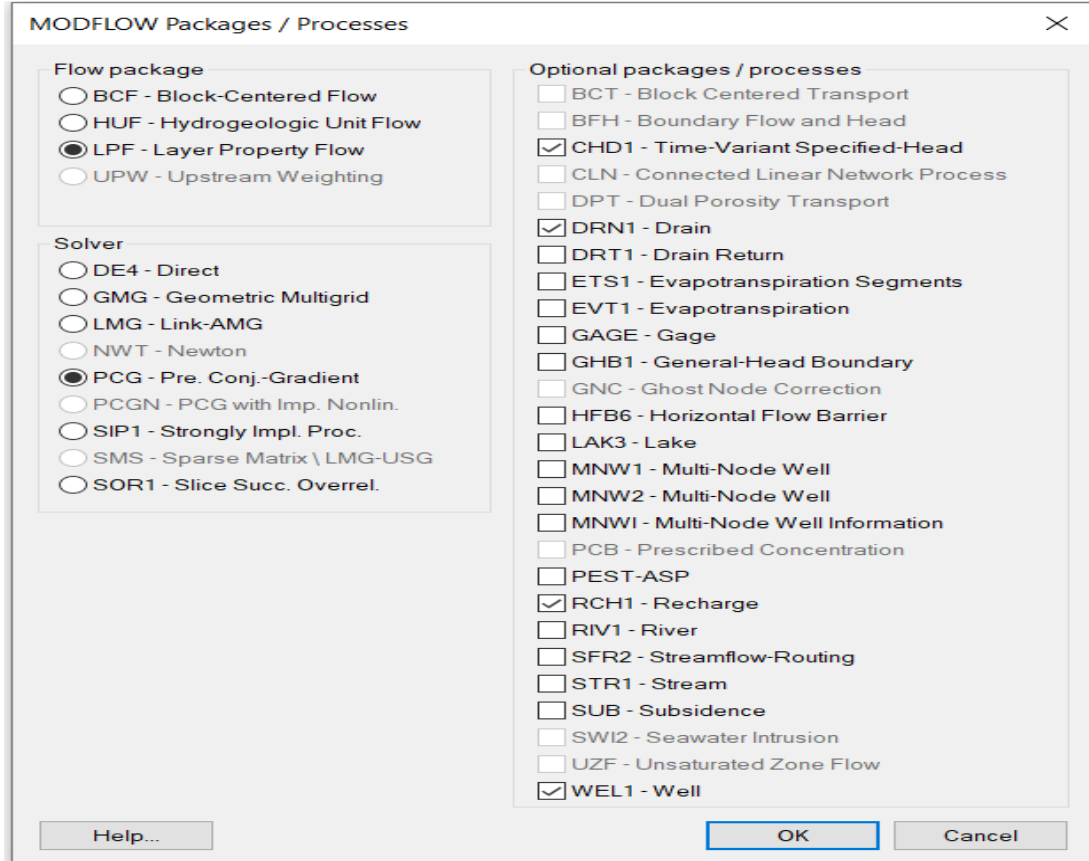 MODFLOW Packages / Processes
Flow package
BCF - Block-Centered Flow
HUF - Hydrogeologic Unit Flow
LPF - Layer Property Flow
UPW - Upstream Weighting
Solver
DE4 - Direct
GMG - Geometric Multigrid
LMG - Link-AMG
NWT - Newton
PCG - Pre. Conj.-Gradient
PCGN - PCG with Imp. Nonlin.
SIP1 - Strongly Impl. Proc.
SMS - Sparse Matrix \ LMG-USG
SOR1 - Slice Succ. Overrel.
Optional packages / processes
BCT - Block Centered Transport
BFH - Boundary Flow and Head
CHD1 - Time-Variant Specified-Head
CLN - Connected Linear Network Process
DPT - Dual Porosity Transport
DRN1 - Drain
DRT1 - Drain Return
ETS1 - Evapotranspiration Segments
EVT1 - Evapotranspiration
GAGE - Gage
GHB1 - General-Head Boundary
GNC - Ghost Node Correction
HFB6 - Horizontal Flow Barrier
LAK3 - Lake
MNW1 - Multi-Node Well
MNW2 - Multi-Node Well
MNWI - Multi-Node Well Information
PCB - Prescribed Concentration
PEST-ASP
RCH1 - Recharge
RIV1 - River
SFR2 - Streamflow-Routing
STR1 - Stream
SUB - Subsidence
SWI2 - Seawater Intrusion
UZF - Unsaturated Zone Flow
WEL1 - Well
Help...
OK
Cancel